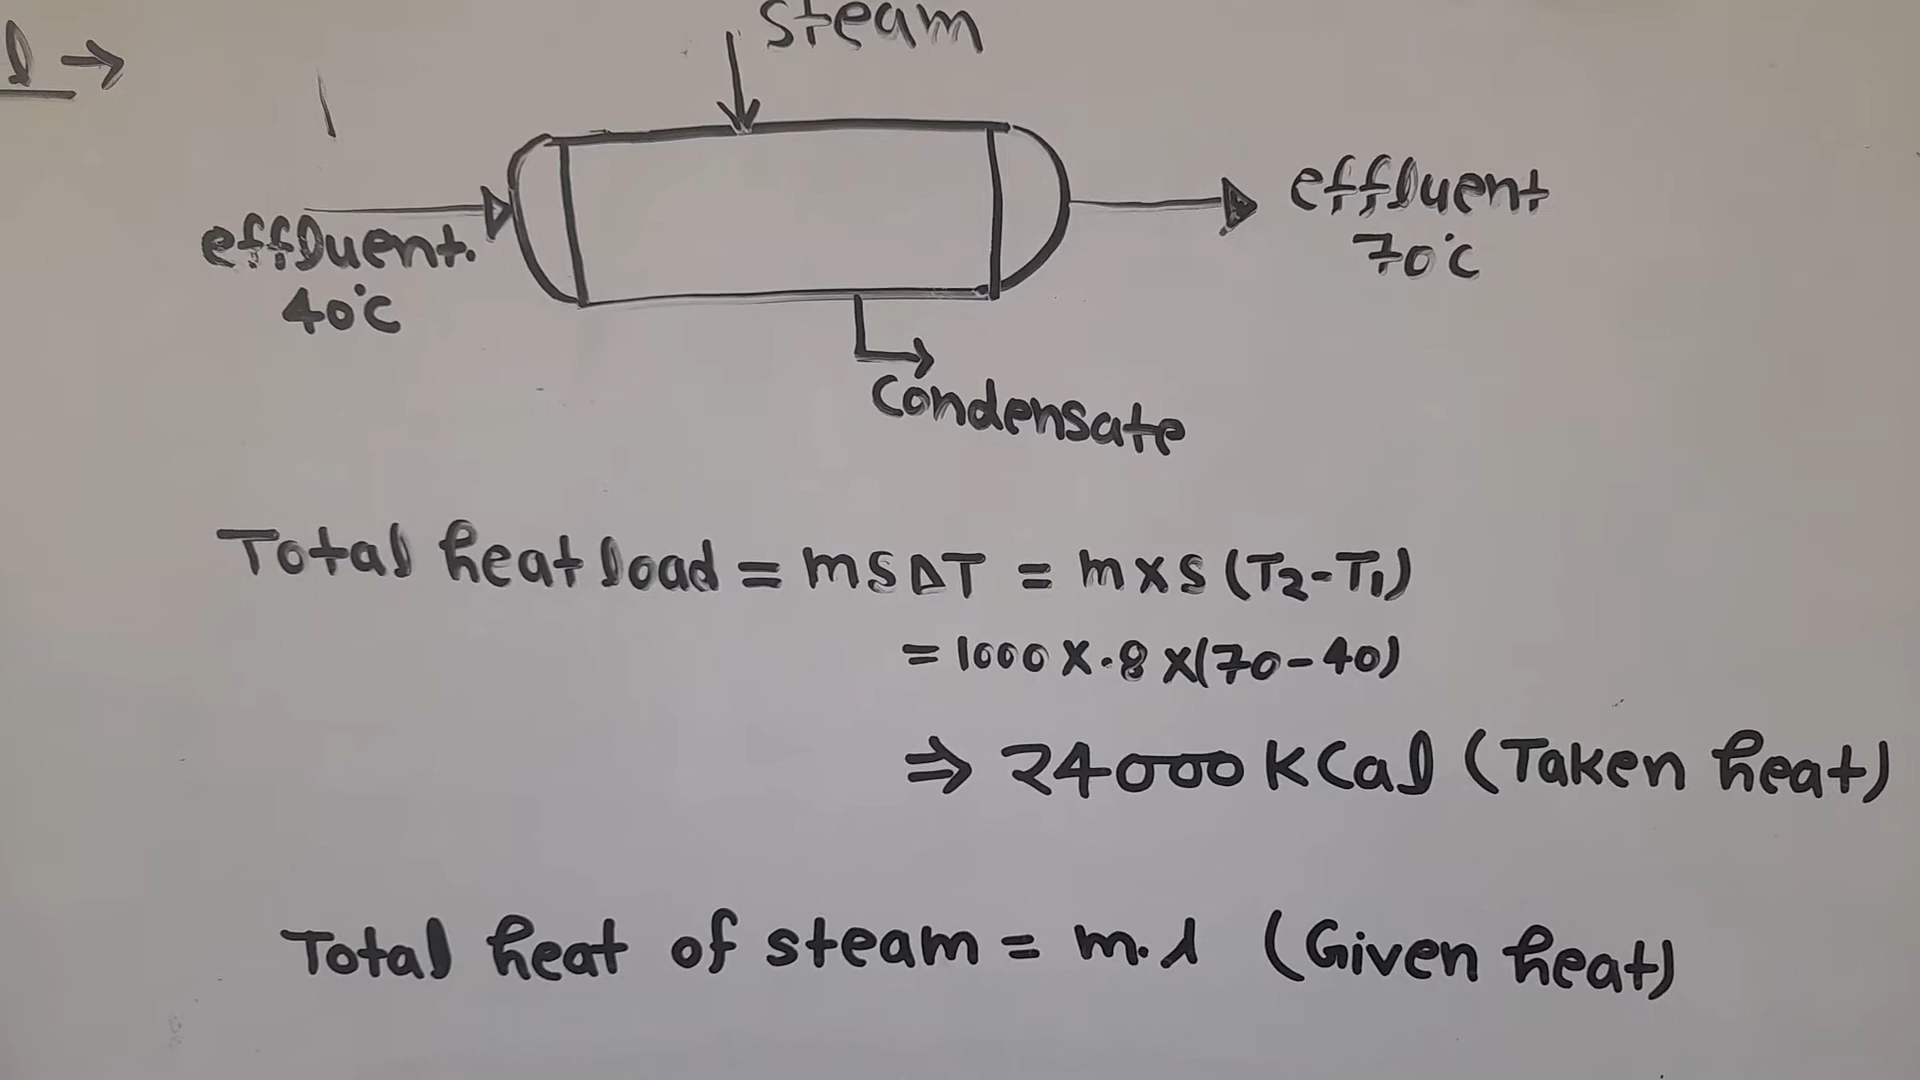 steam
effluent.
40°C
effluent
70°C
Condensate
Total heat load = msΔT = m×s (T₂-T₁)
= 1000 × .8 ×(70-40)
⇒ 24000 KCal (Taken heat)
Total heat of steam = m.λ (Given heat)